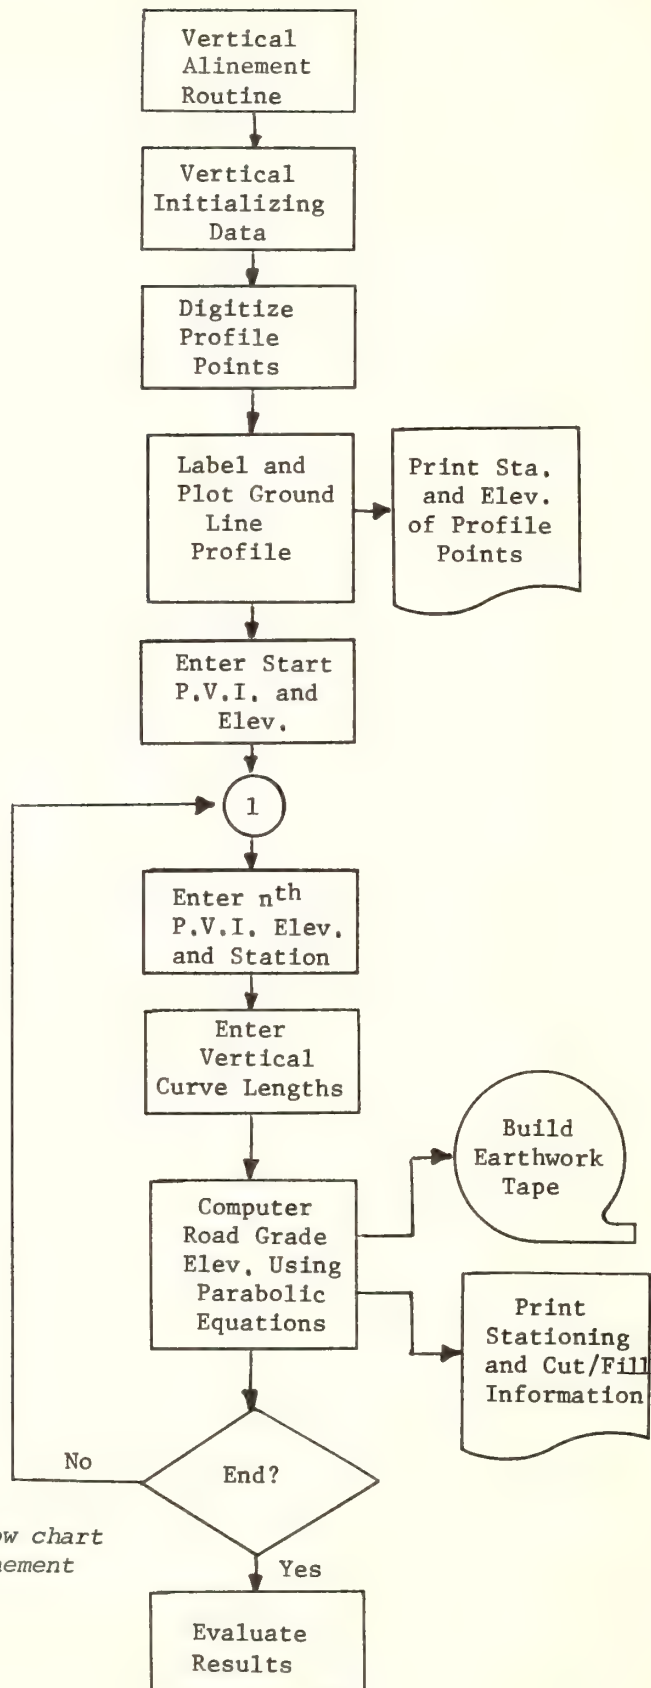 Vertical
Alinement
Routine
Vertical
Initializing
Data
Digitize
Profile
Points
Label and
Plot Ground
Line
Profile
Print Sta.
and Elev.
of Profile
Points
Enter Start
P.V.I. and
Elev.
1
Enter nth
P.V.I. Elev.
and Station
Enter
Vertical
Curve Lengths
Computer
Road Grade
Elev. Using
Parabolic
Equations
Build
Earthwork
Tape
Print
Stationing
and Cut/Fill
Information
No
End?
ow chart
nement
Yes
Evaluate
Results